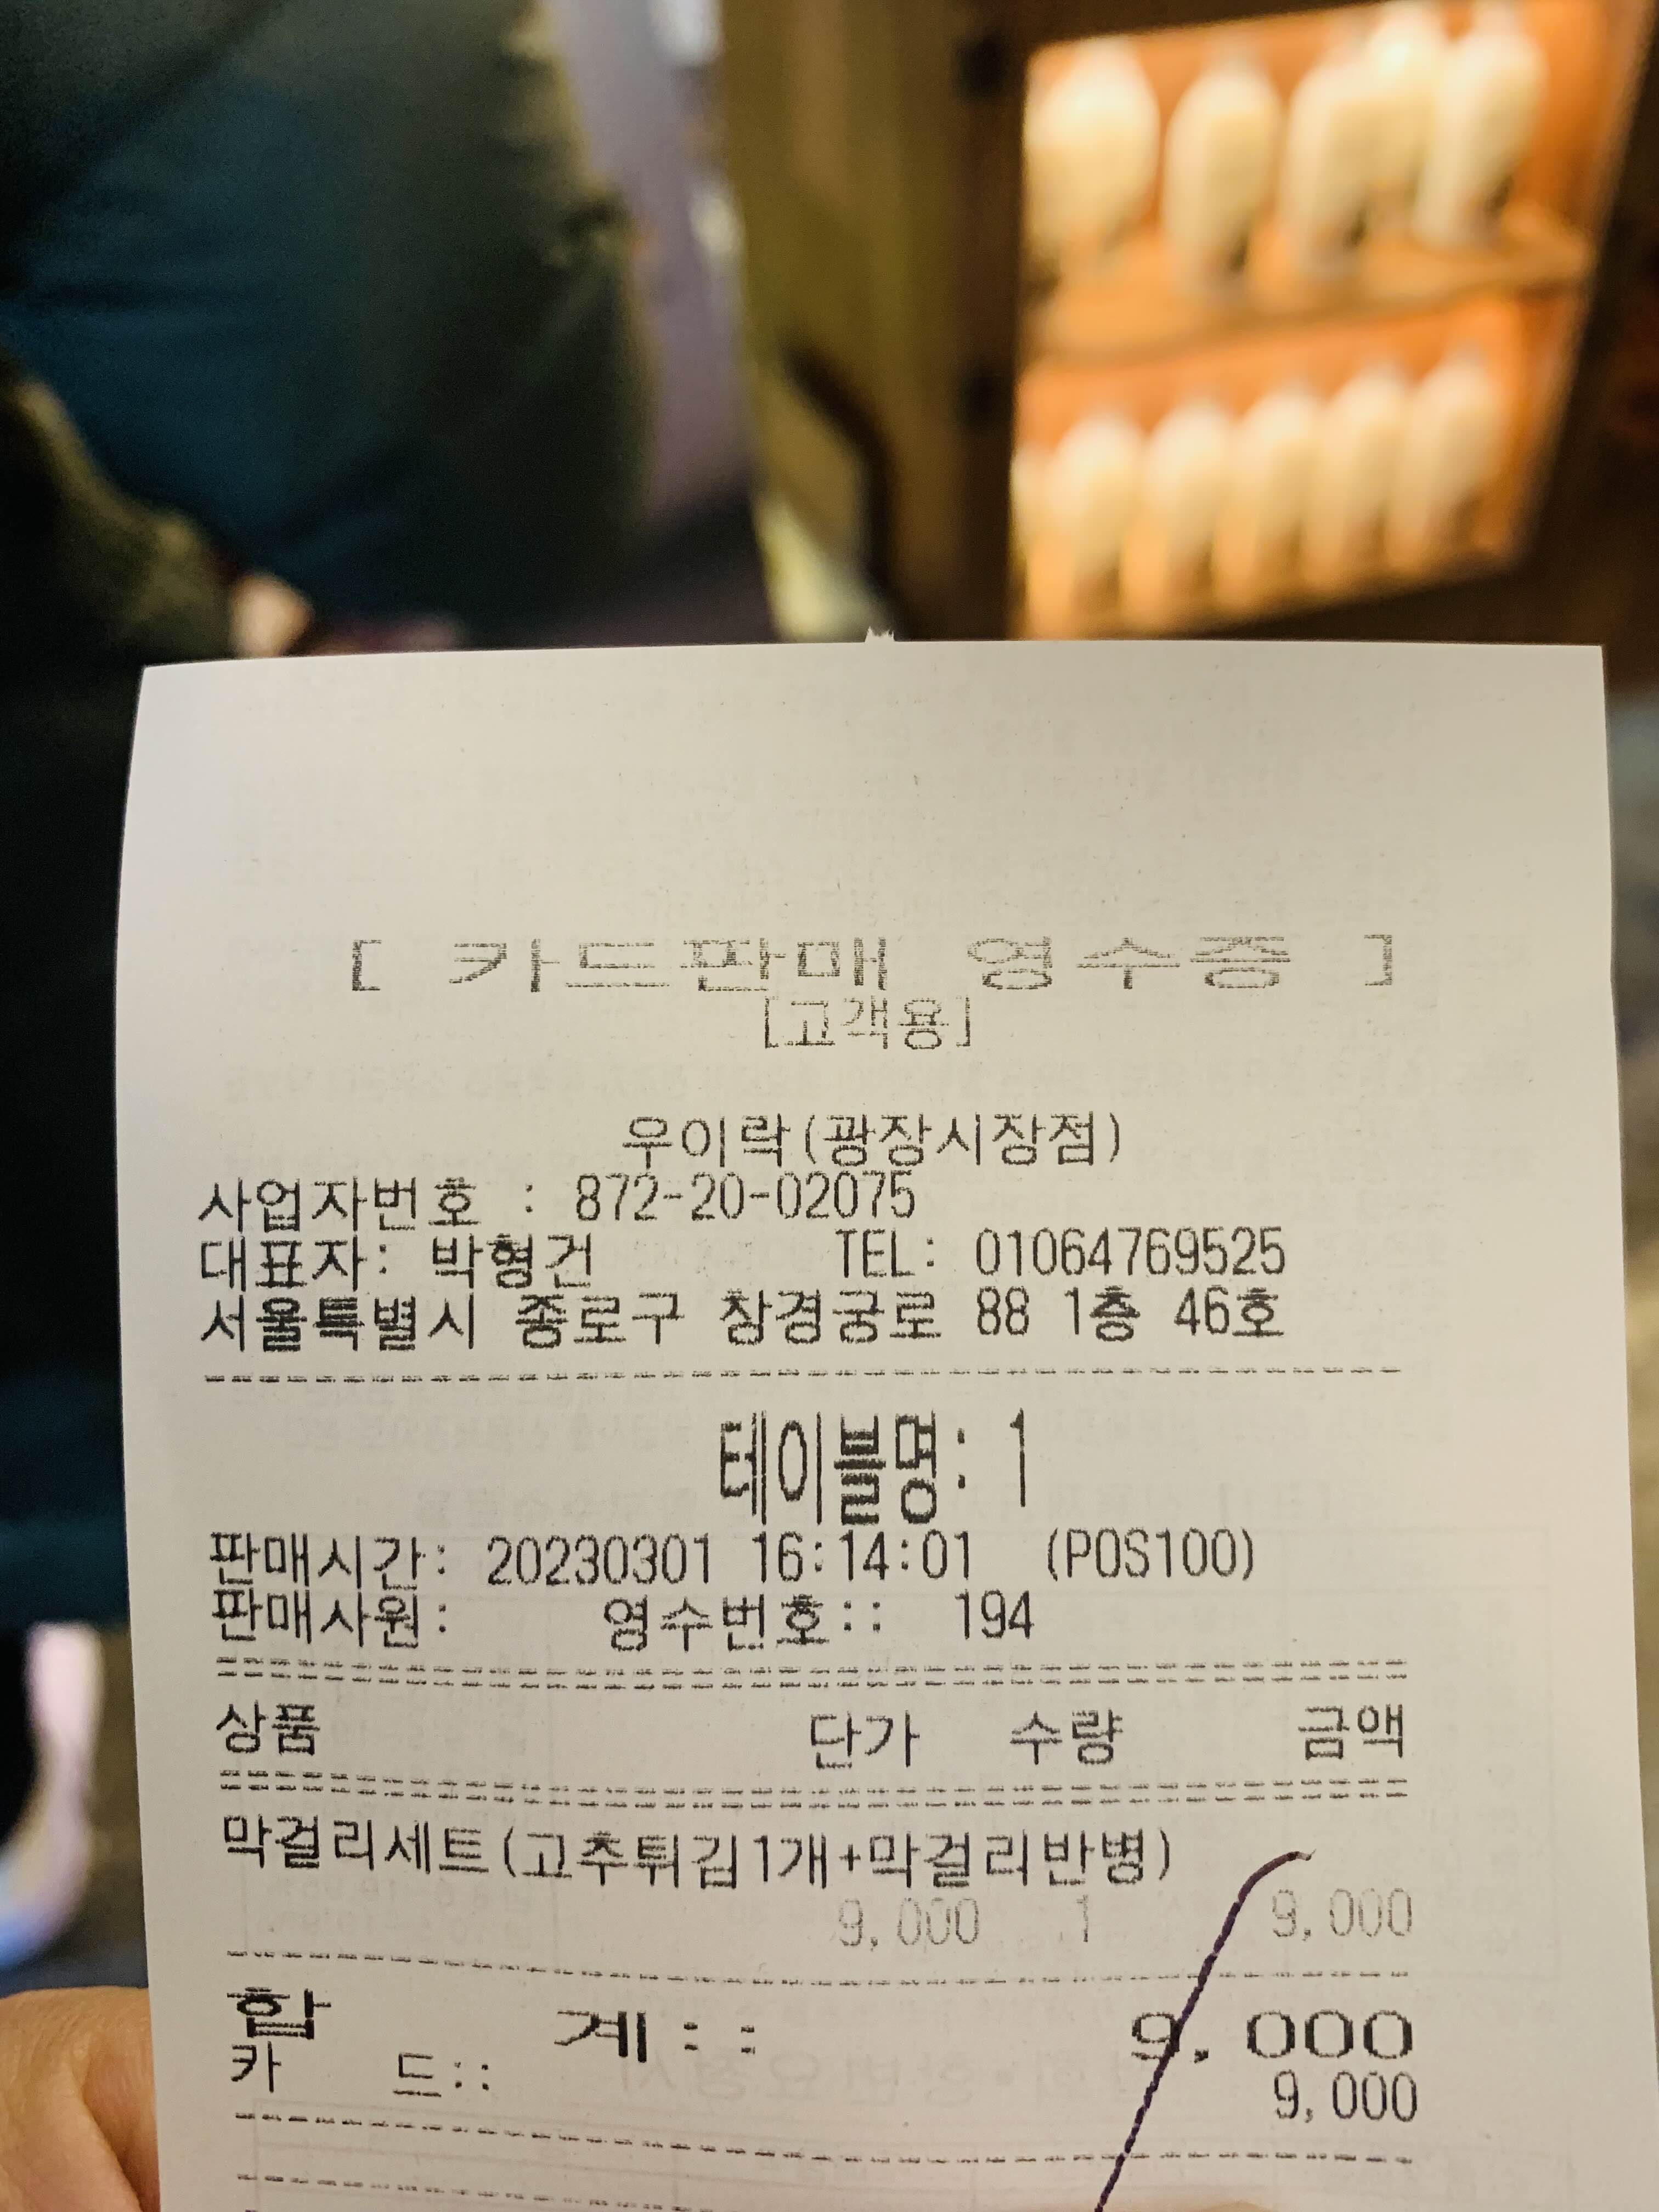 [ 카드판매 영수증 ]
[고객용]
우이락(광장시장점)
사업자번호 : 872-20-02075
대표자: 박형건 TEL: 01064769525
서울특별시 종로구 창경궁로 88 1층 46호
테이블명: 1
판매시간: 20230301 16:14:01 (POS100)
판매사원: 영수번호:: 194
상품 단가 수량 금액
막걸리세트(고추튀김1개+막걸리반병)
9,000 1 9,000
합 계:: 9,000
카 드:: 9,000